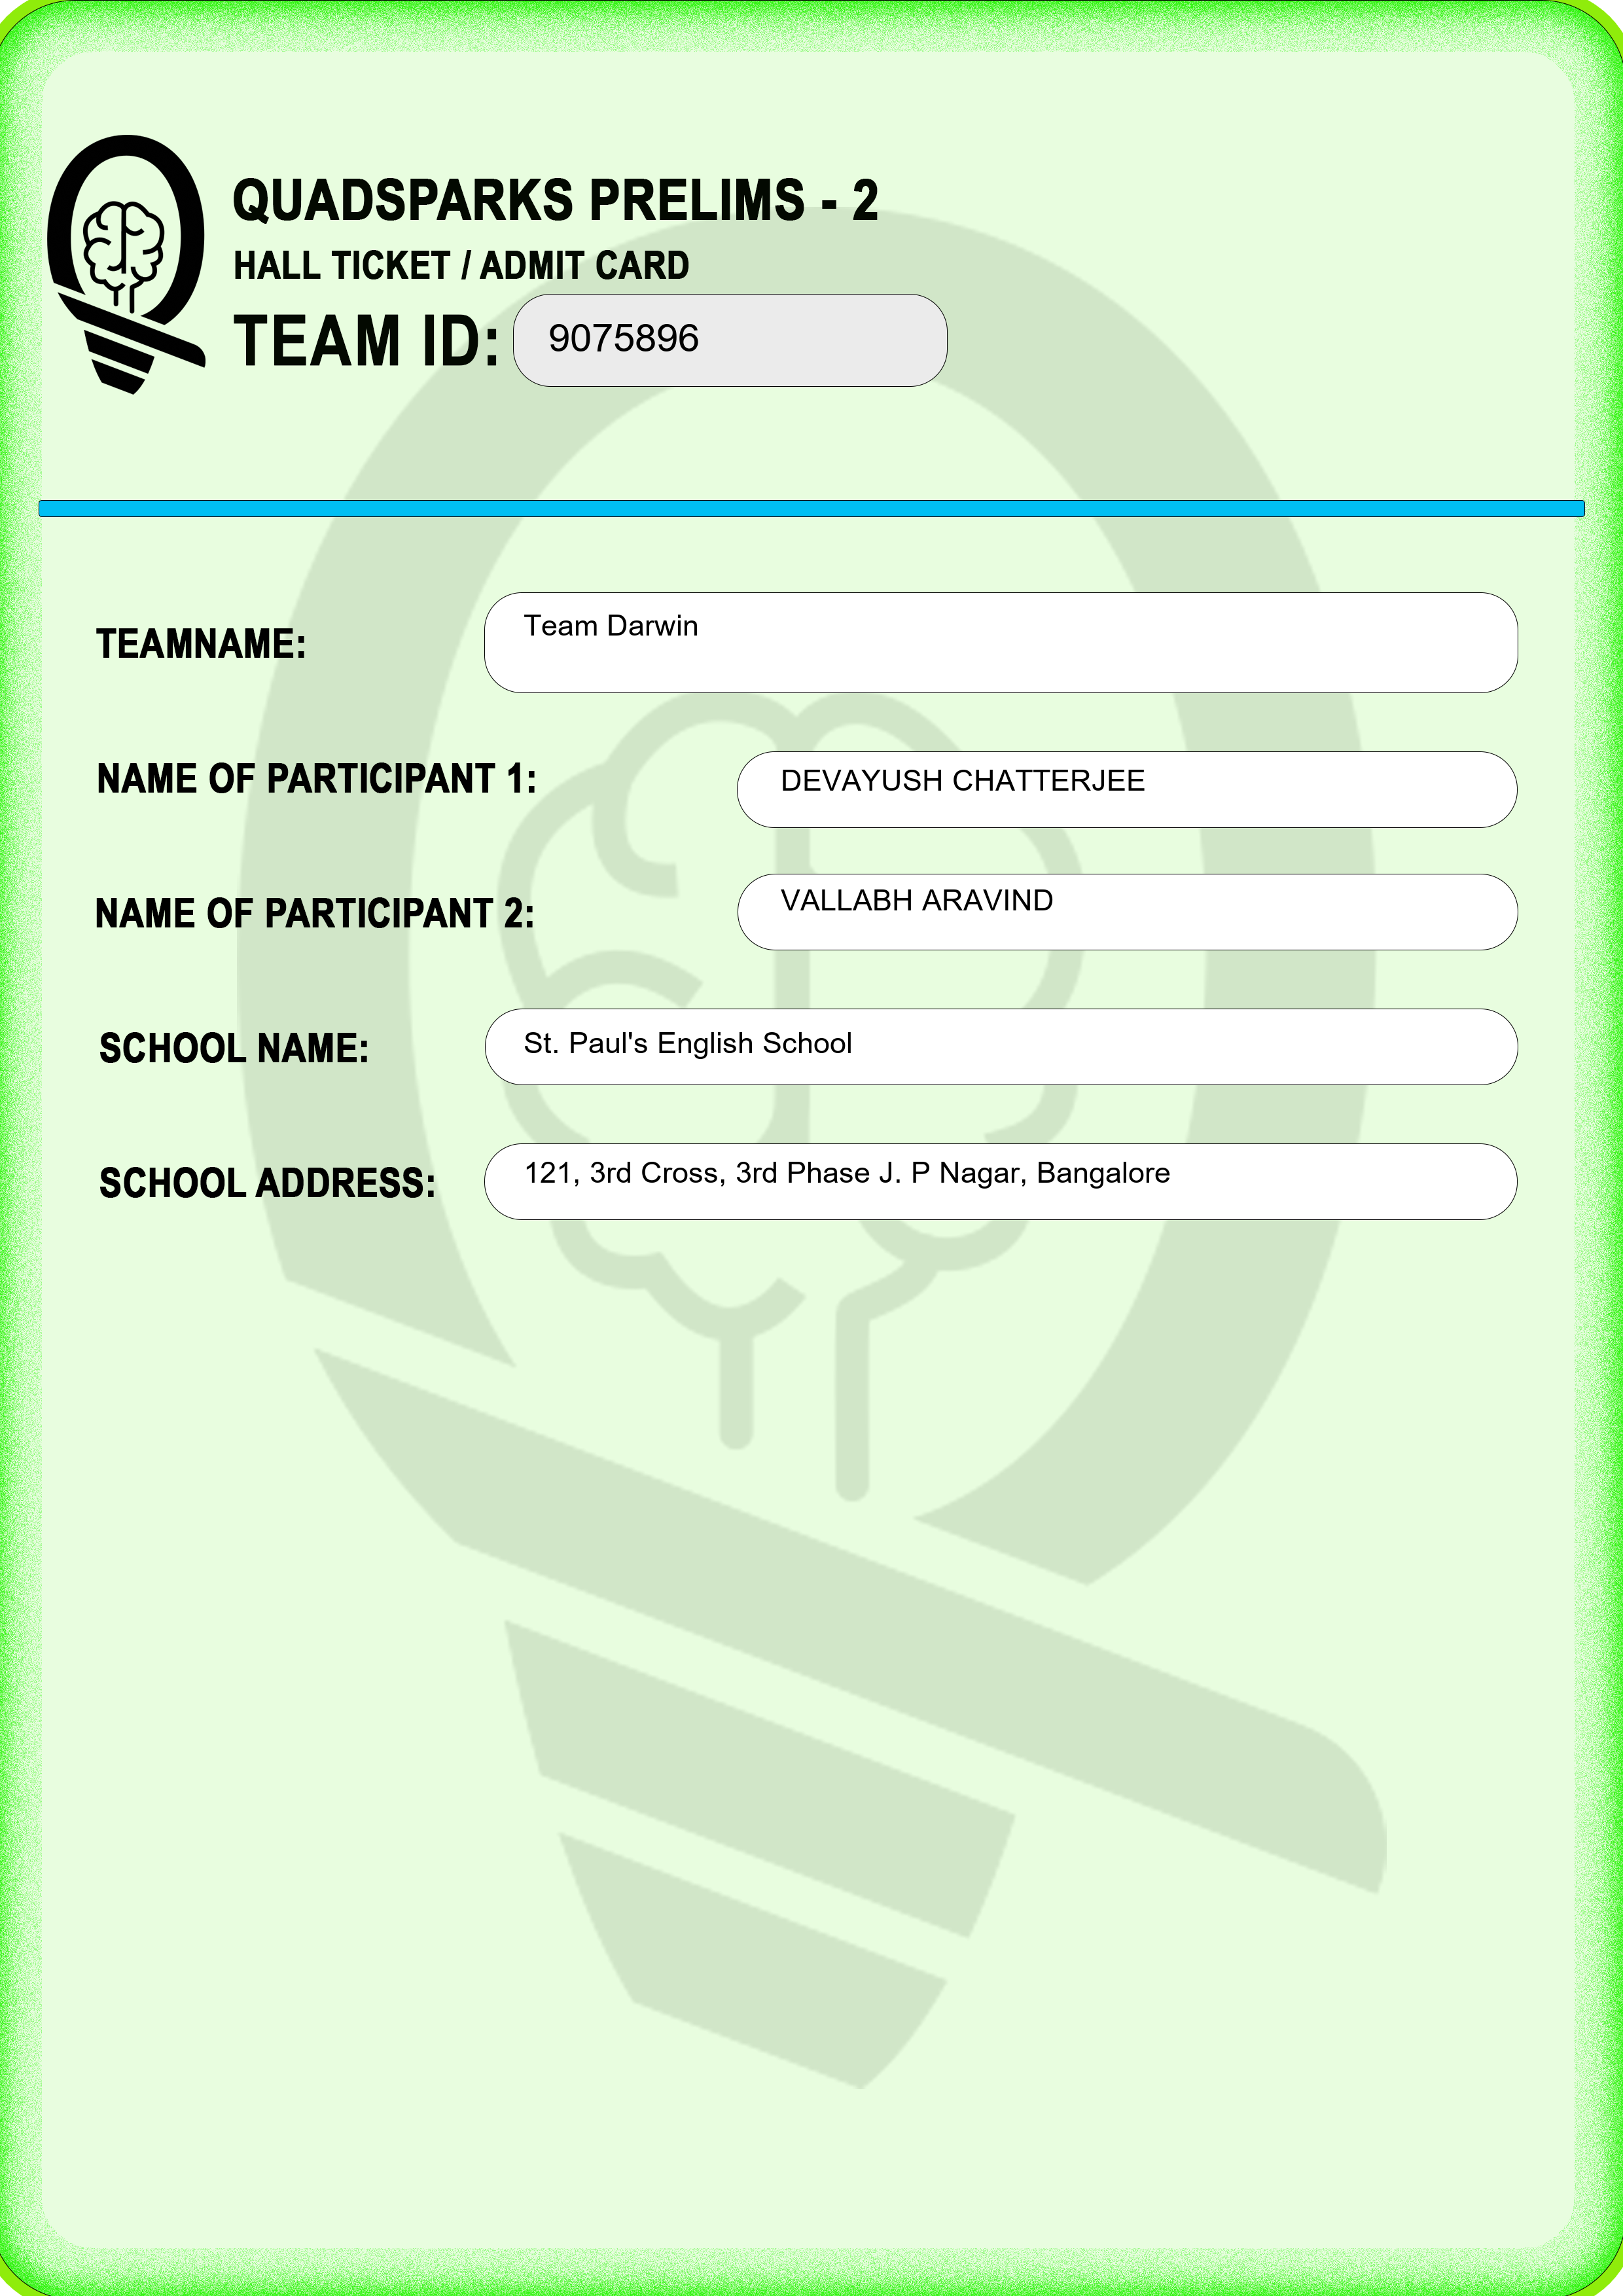 QUADSPARKS PRELIMS - 2
HALL TICKET / ADMIT CARD
TEAM ID: 9075896
TEAMNAME: Team Darwin
NAME OF PARTICIPANT 1: DEVAYUSH CHATTERJEE
NAME OF PARTICIPANT 2: VALLABH ARAVIND
SCHOOL NAME: St. Paul's English School
SCHOOL ADDRESS: 121, 3rd Cross, 3rd Phase J. P Nagar, Bangalore